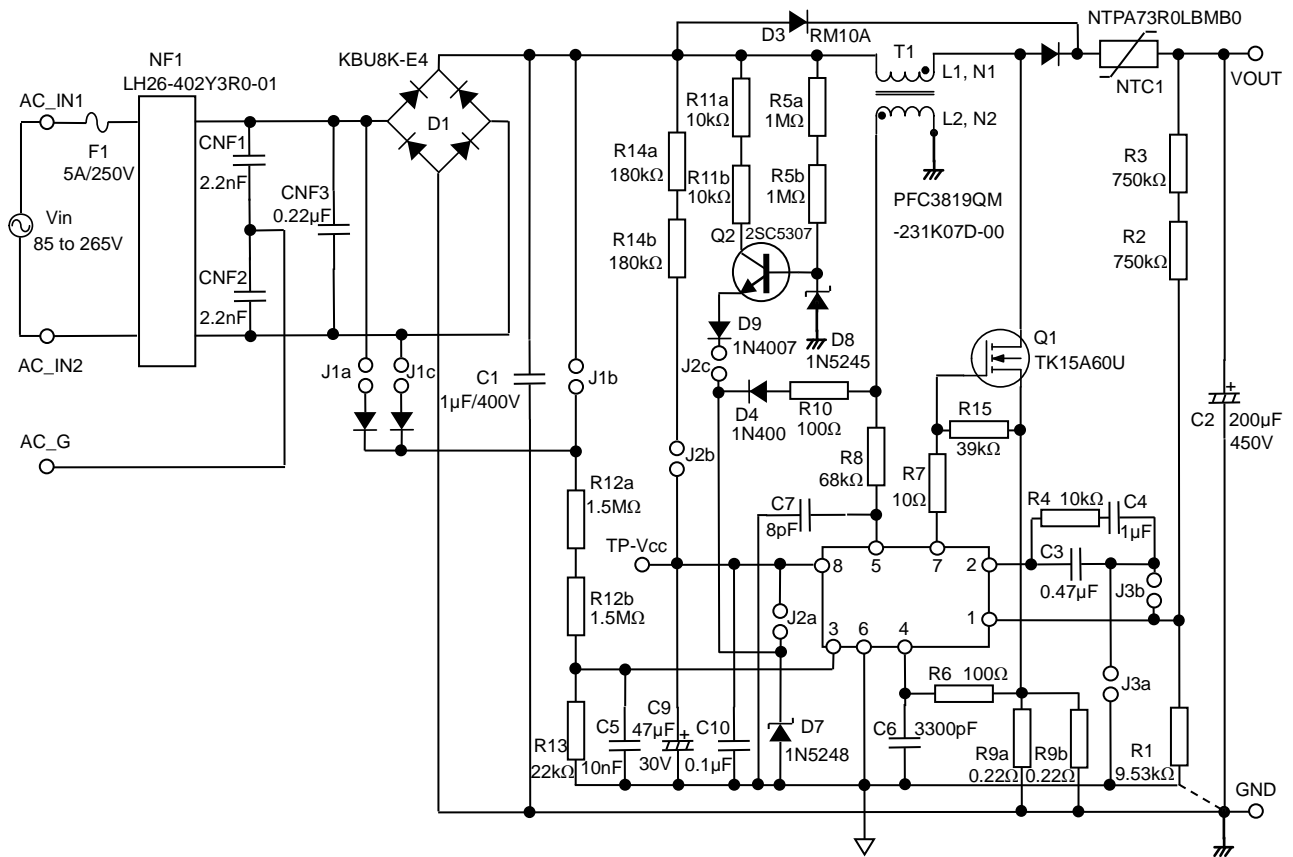 NTPA73R0LBMB0
D3
RM10A
NF1
LH26-402Y3R0-01
KBU8K-E4
T1
L1, N1
NTC1
VOUT
AC_IN1
R11a
10kΩ
R5a
1MΩ
L2, N2
CNF1
D1
F1
5A/250V
2.2nF
R14a
180kΩ
R3
750kΩ
CNF3
0.22µF
R11b
10kΩ
R5b
1MΩ
PFC3819QM
-231K07D-00
Vin
85 to 265V
R14b
180kΩ
Q2
2SC5307
R2
750kΩ
CNF2
2.2nF
D9
1N4007
D8
1N5245
Q1
TK15A60U
AC_IN2
J1a
J1c
C1
1µF/400V
J1b
J2c
D4
1N400
R10
100Ω
R15
39kΩ
C2
200µF
450V
+
AC_G
J2b
R8
68kΩ
R7
10Ω
R12a
1.5MΩ
C7
8pF
R4 10kΩ
C4
1µF
TP-Vcc
8
5
7
2
C3
0.47µF
J3b
R12b
1.5MΩ
J2a
3
6
4
1
R6 100Ω
J3a
R13
22kΩ
C5
10nF
C9
47µF
+
30V
C10
0.1µF
D7
1N5248
C6
3300pF
R9a
0.22Ω
R9b
0.22Ω
R1
9.53kΩ
GND